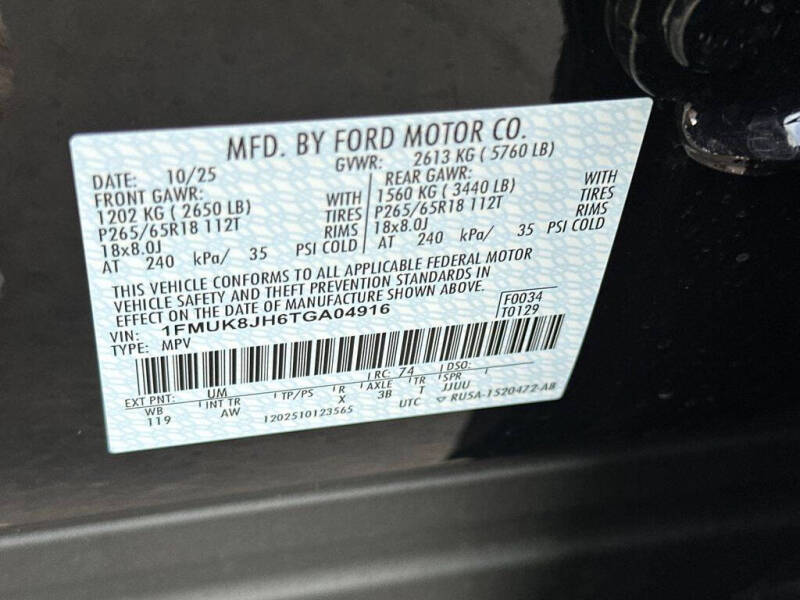 MFD. BY FORD MOTOR CO.
DATE: 10/25 GVWR: 2613 KG ( 5760 LB)
FRONT GAWR: REAR GAWR:
1202 KG ( 2650 LB) WITH 1560 KG ( 3440 LB) WITH
P265/65R18 112T TIRES P265/65R18 112T TIRES
18x8.0J RIMS 18x8.0J RIMS
AT 240 kPa/ 35 PSI COLD AT 240 kPa/ 35 PSI COLD
THIS VEHICLE CONFORMS TO ALL APPLICABLE FEDERAL MOTOR
VEHICLE SAFETY AND THEFT PREVENTION STANDARDS IN
EFFECT ON THE DATE OF MANUFACTURE SHOWN ABOVE.
VIN: 1FMUK8JH6TGA04916 F0034
TYPE: MPV T0129
EXT PNT: UM RC: 74 DSO:
WB INT TR TP/PS R AXLE TR SPR
119 AW X 3B T JJUU
1202510123565 UTC ▽ RU5A-1520472-AB